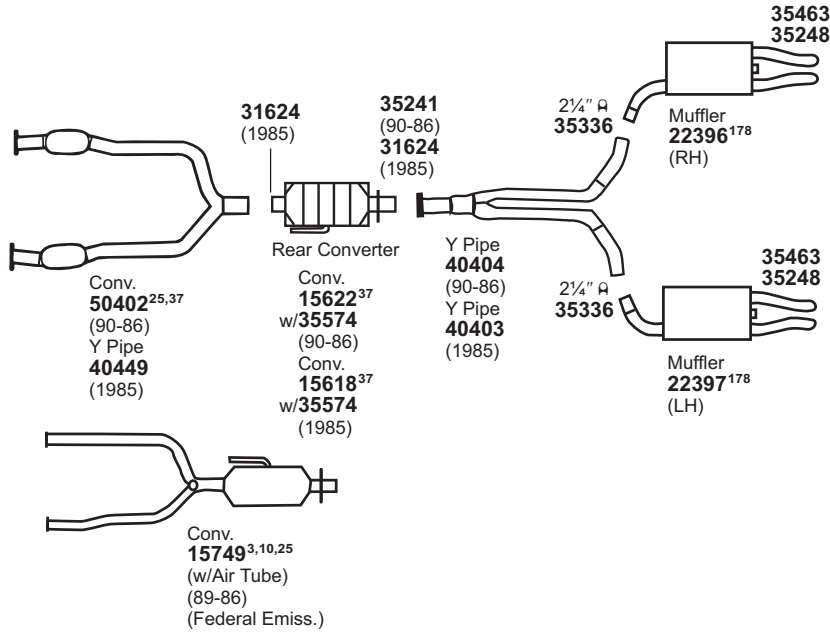 35463
35248
31624
(1985)
35241
(90-86)
31624
(1985)
2¼"
35336
Muffler
22396¹⁷⁸
(RH)
Rear Converter
Conv.
50402²⁵,³⁷
(90-86)
Y Pipe
40449
(1985)
Conv.
15622³⁷
w/35574
(90-86)
Conv.
15618³⁷
w/35574
(1985)
Y Pipe
40404
(90-86)
Y Pipe
40403
(1985)
2¼"
35336
35463
35248
Muffler
22397¹⁷⁸
(LH)
Conv.
15749³,¹⁰,²⁵
(w/Air Tube)
(89-86)
(Federal Emiss.)